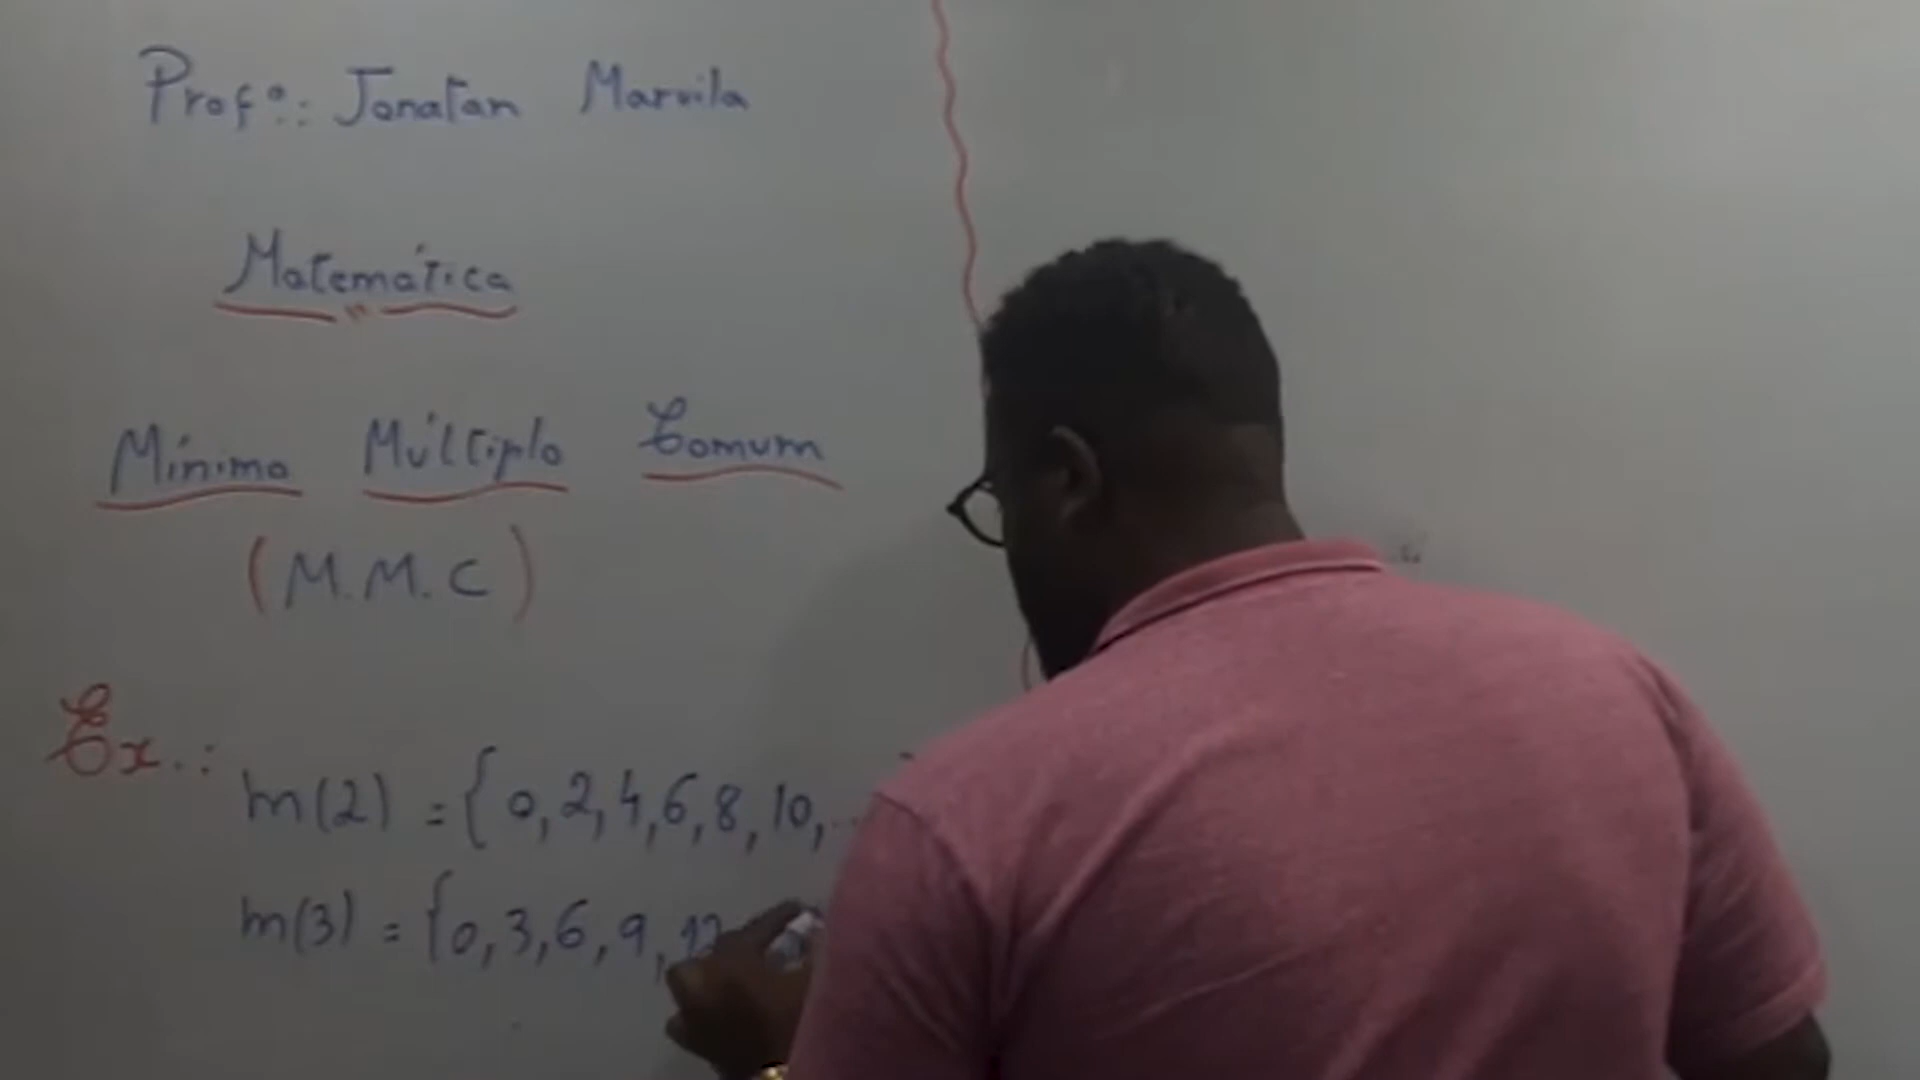 Profº.: Jonatan Marvila
Matemática
Mínimo Múltiplo Comum
(M.M.C)
Ex.:
m(2) = { 0, 2, 4, 6, 8, 10, ..
m(3) = { 0, 3, 6, 9, 12